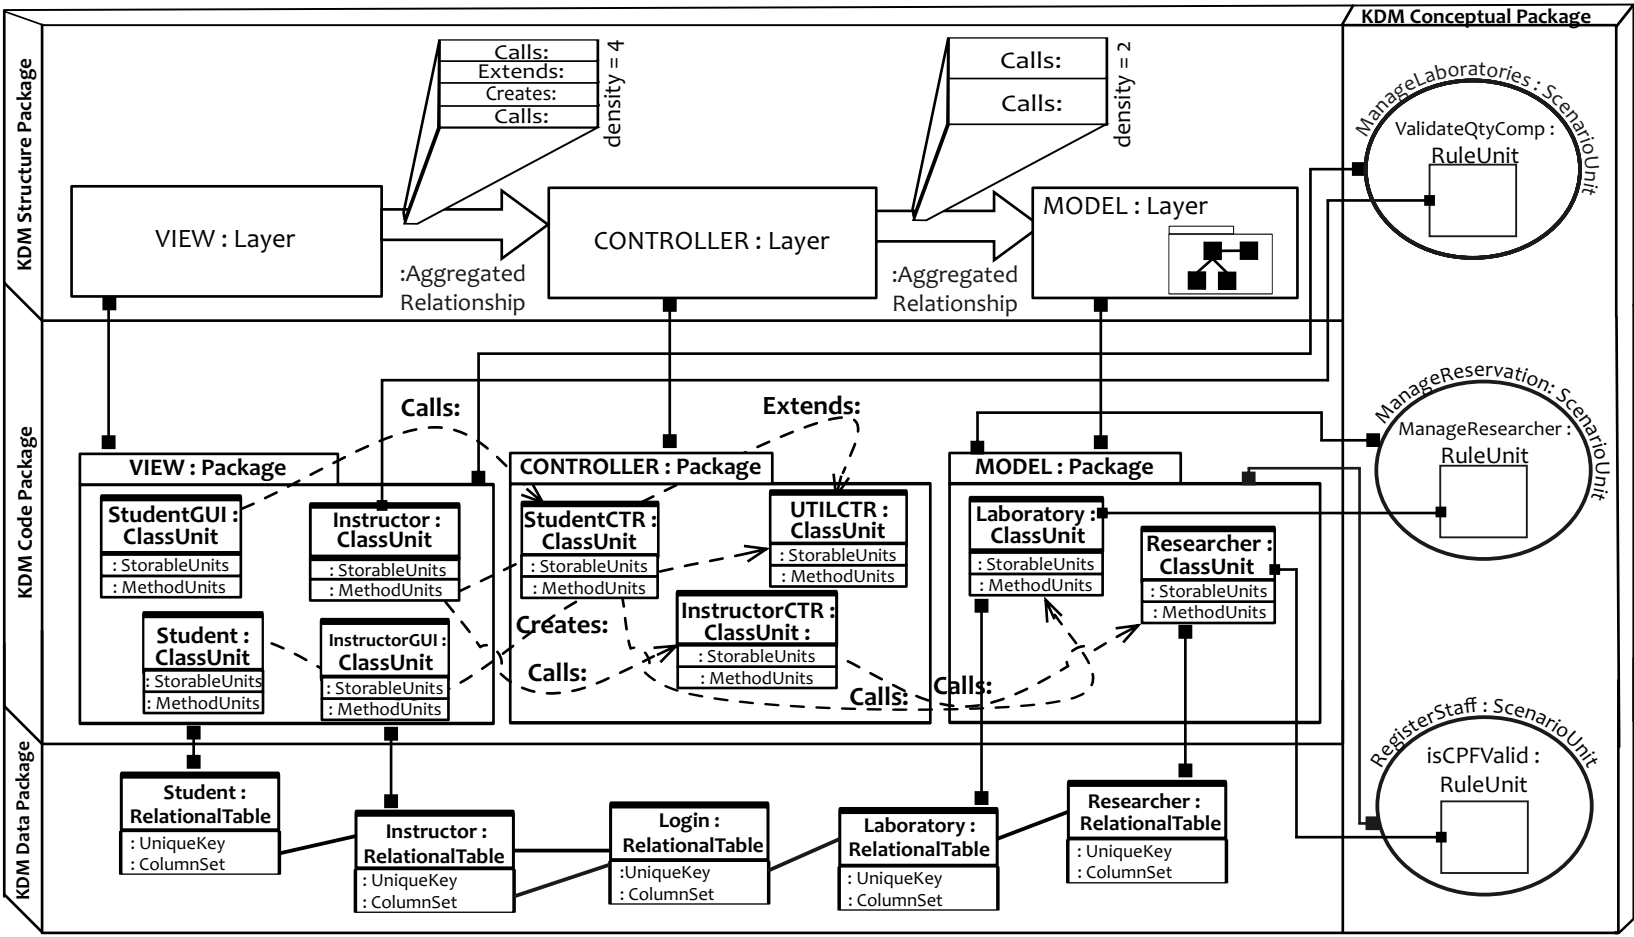 KDM Conceptual Package
KDM Structure Package
Calls:
Extends:
Creates:
Calls:
density = 4
Calls:
Calls:
density = 2
VIEW : Layer
:Aggregated
Relationship
CONTROLLER : Layer
:Aggregated
Relationship
MODEL : Layer
ManageLaboratories : ScenarioUnit
ValidateQtyComp :
RuleUnit
KDM Code Package
Calls:
Extends:
VIEW : Package
CONTROLLER : Package
MODEL : Package
StudentGUI :
ClassUnit
: StorableUnits
: MethodUnits
Instructor :
ClassUnit
: StorableUnits
: MethodUnits
Student :
ClassUnit
: StorableUnits
: MethodUnits
InstructorGUI :
ClassUnit
: StorableUnits
: MethodUnits
StudentCTR :
ClassUnit
: StorableUnits
: MethodUnits
UTILCTR :
ClassUnit
: StorableUnits
: MethodUnits
Creates:
Calls:
InstructorCTR :
ClassUnit :
: StorableUnits
: MethodUnits
Calls:
Calls:
Laboratory :
ClassUnit
: StorableUnits
: MethodUnits
Researcher :
ClassUnit
: StorableUnits
: MethodUnits
ManageReservation: ScenarioUnit
ManageResearcher :
RuleUnit
RegisterStaff : ScenarioUnit
isCPFValid :
RuleUnit
KDM Data Package
Student :
RelationalTable
: UniqueKey
: ColumnSet
Instructor :
RelationalTable
: UniqueKey
: ColumnSet
Login :
RelationalTable
:UniqueKey
: ColumnSet
Laboratory :
RelationalTable
: UniqueKey
: ColumnSet
Researcher :
RelationalTable
: UniqueKey
: ColumnSet